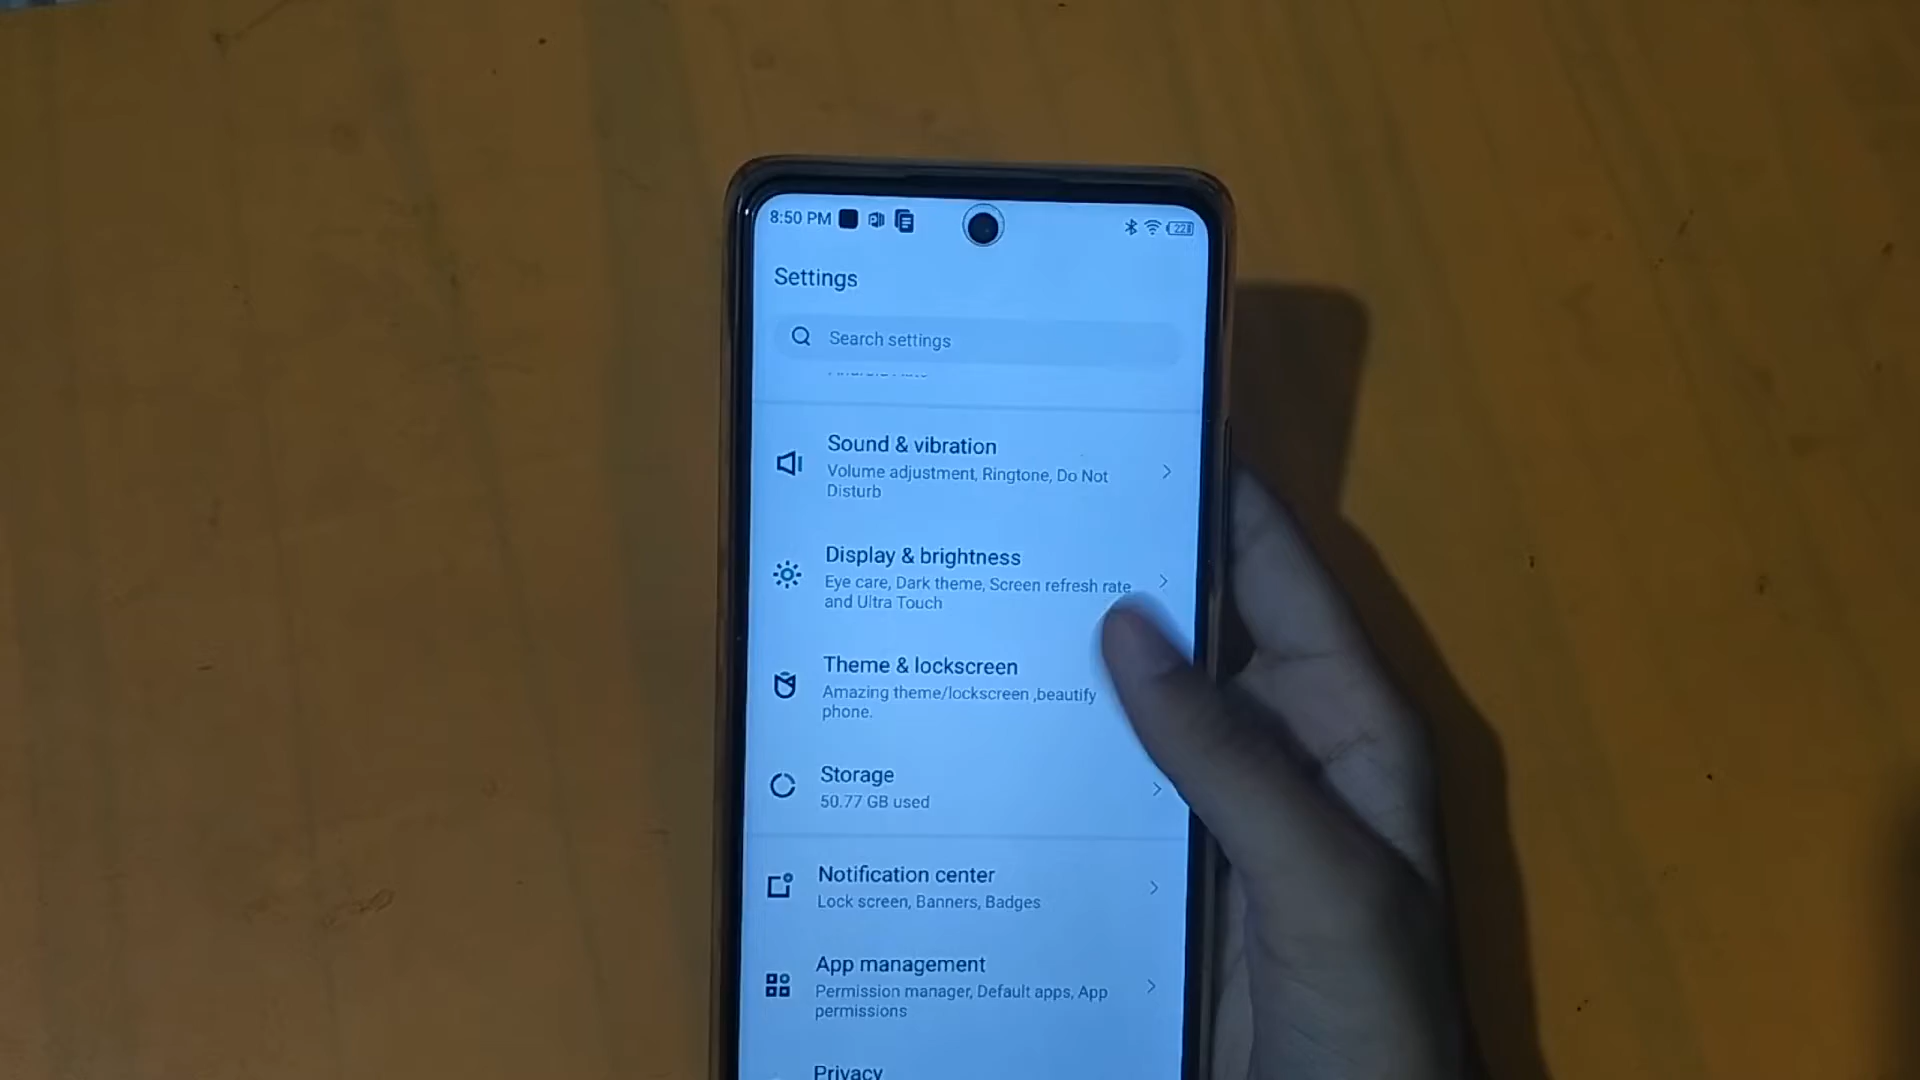 8:50 PM
22
Settings
Search settings
Sound & vibration
Volume adjustment, Ringtone, Do Not
Disturb
Display & brightness
Eye care, Dark theme, Screen refresh rate
and Ultra Touch
Theme & lockscreen
Amazing theme/lockscreen ,beautify
phone.
Storage
50.77 GB used
Notification center
Lock screen, Banners, Badges
App management
Permission manager, Default apps, App
permissions
Privacy